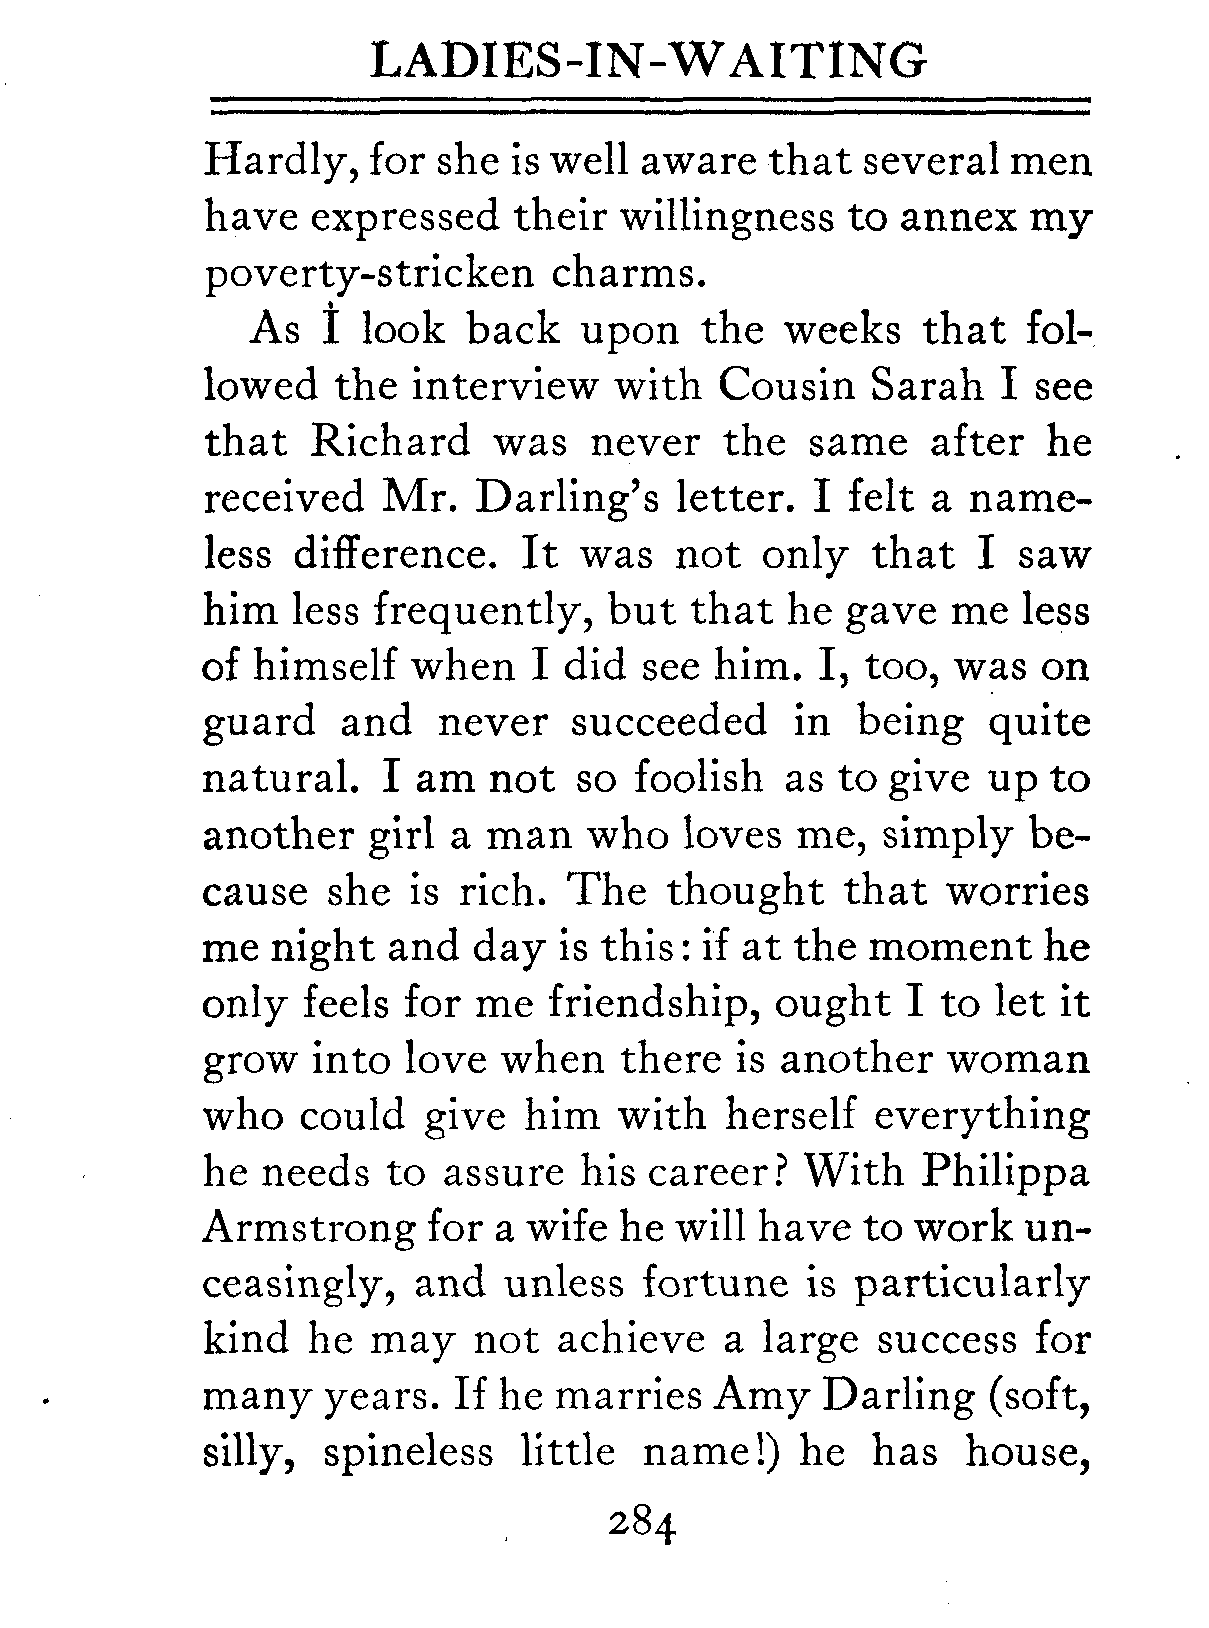 LADIES-IN-WAITING
Hardly, for she is well aware that several men
have expressed their willingness to annex my
poverty-stricken charms.
As I look back upon the weeks that fol-
lowed the interview with Cousin Sarah I see
that Richard was never the same after he
received Mr. Darling's letter. I felt a name-
less difference. It was not only that I saw
him less frequently, but that he gave me less
of himself when I did see him. I, too, was on
guard and never succeeded in being quite
natural. I am not so foolish as to give up to
another girl a man who loves me, simply be-
cause she is rich. The thought that worries
me night and day is this: if at the moment he
only feels for me friendship, ought I to let it
grow into love when there is another woman
who could give him with herself everything
he needs to assure his career? With Philippa
Armstrong for a wife he will have to work un-
ceasingly, and unless fortune is particularly
kind he may not achieve a large success for
many years. If he marries Amy Darling (soft,
silly, spineless little name!) he has house,
284